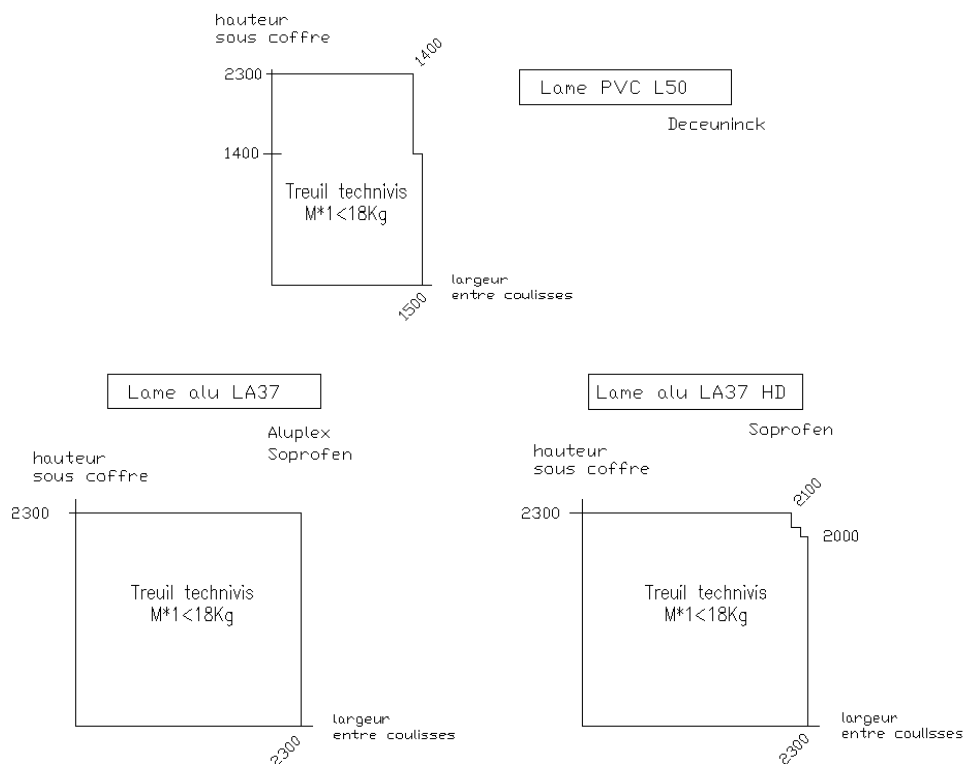 hauteur
sous coffre
1400
2300
Lame PVC L50
Deceuninck
1400
Treuil technivis
M*1<18Kg
largeur
entre coulisses
1500
Lame alu LA37
Aluplex
Soprofen
hauteur
sous coffre
2300
Treuil technivis
M*1<18Kg
largeur
entre coulisses
2300
Lame alu LA37 HD
Soprofen
hauteur
sous coffre
2100
2300
2000
Treuil technivis
M*1<18Kg
largeur
entre coulisses
2300